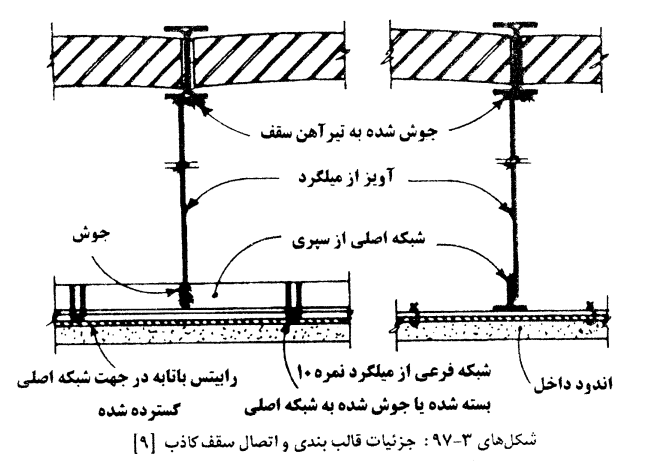 جوش شده به تیرآهن سقف
آویز از میلگرد
شبکه اصلی از سپری
جوش
رابیتس باتابه در جهت شبکه اصلی
گسترده شده
شبکه فرعی از میلگرد نمره ۱۰
بسته شده یا جوش شده به شبکه اصلی
اندود داخل
شکل‌های ۳-۹۷: جزئیات قالب بندی و اتصال سقف کاذب [۹]